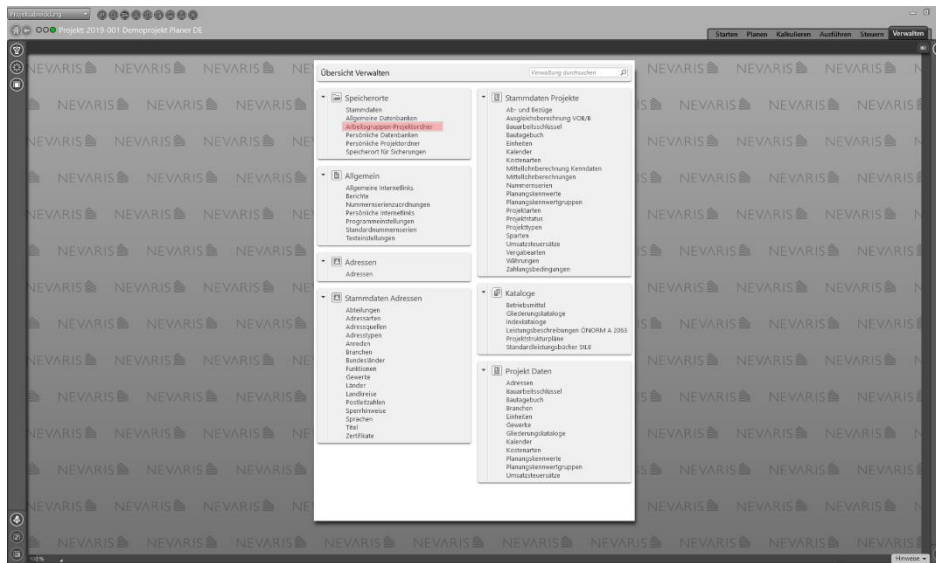 Projekt: 2019-001 Demoprojekt Planer DE
Starten Planen Kalkulieren Ausführen Steuern Verwalten
Übersicht Verwalten
Verwaltung durchsuchen
Speicherorte
Stammdaten
Allgemeine Datenbanken
Arbeitsgruppen-Projektordner
Persönliche Datenbanken
Persönliche Projektordner
Speicherort für Sicherungen
Allgemein
Allgemeine Internetlinks
Berichte
Nummernserienzuordnungen
Persönliche Internetlinks
Programmeinstellungen
Standardnummernserien
Texteinstellungen
Adressen
Adressen
Stammdaten Adressen
Abteilungen
Adressarten
Adressquellen
Adresstypen
Anreden
Branchen
Bundesländer
Funktionen
Gewerke
Länder
Landkreise
Postleitzahlen
Sperrhinweise
Sprachen
Titel
Zertifikate
Stammdaten Projekte
Ab- und Bezüge
Ausgleichsberechnung VOB/B
Bauarbeitsschlüssel
Bautagebuch
Einheiten
Kalender
Kostenarten
Mittellohnberechnung Kenndaten
Mittellohnberechnungen
Nummernserien
Planungskennwerte
Planungskennwertgruppen
Projektarten
Projektstatus
Projekttypen
Sparten
Umsatzsteuersätze
Vergabearten
Währungen
Zahlungsbedingungen
Kataloge
Betriebsmittel
Gliederungskataloge
Indexkataloge
Leistungsbeschreibungen ÖNORM A 2063
Projektstrukturpläne
Standardleistungsbücher StLB
Projekt Daten
Adressen
Bauarbeitsschlüssel
Bautagebuch
Branchen
Einheiten
Gewerke
Gliederungskataloge
Kalender
Kostenarten
Planungskennwerte
Planungskennwertgruppen
Umsatzsteuersätze
NEVARIS
100%
Hinweise